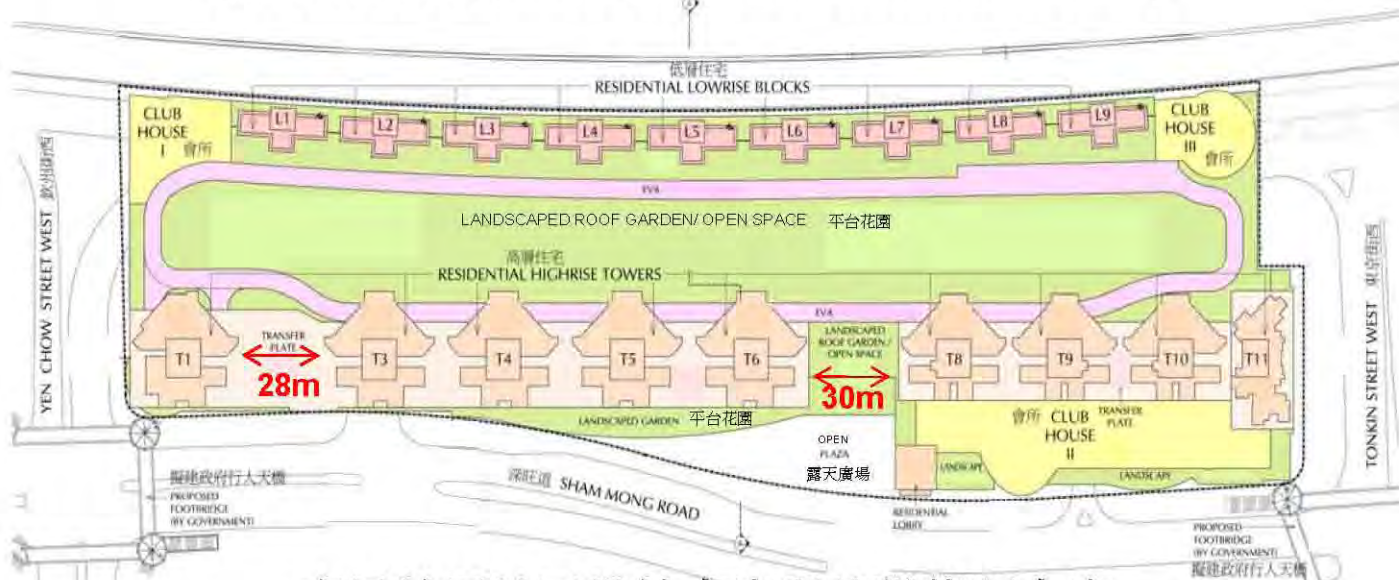 低層住宅
RESIDENTIAL LOWRISE BLOCKS
CLUB
HOUSE
I 會所
L1
L2
L3
L4
L5
L6
L7
L8
L9
CLUB
HOUSE
III
會所
EVA
LANDSCAPED ROOF GARDEN/ OPEN SPACE 平台花園
高層住宅
RESIDENTIAL HIGHRISE TOWERS
EVA
YEN CHOW STREET WEST 欽州街西
TONKIN STREET WEST 東京街西
TRANSFER
PLATE
LANDSCAPED
ROOF GARDEN /
OPEN SPACE
T1
T3
T4
T5
T6
T8
T9
T10
T11
28m
30m
LANDSCAPED GARDEN 平台花園
會所 CLUB
HOUSE
II
TRANSFER
PLATE
OPEN
PLAZA
露天廣場
LANDSCAPE
LANDSCAPE
深旺道 SHAM MONG ROAD
擬建政府行人天橋
PROPOSED
FOOTBRIDGE
(BY GOVERNMENT)
RESIDENTIAL
LOBBY
PROPOSED
FOOTBRIDGE
(BY GOVERNMENT)
擬建政府行人天橋